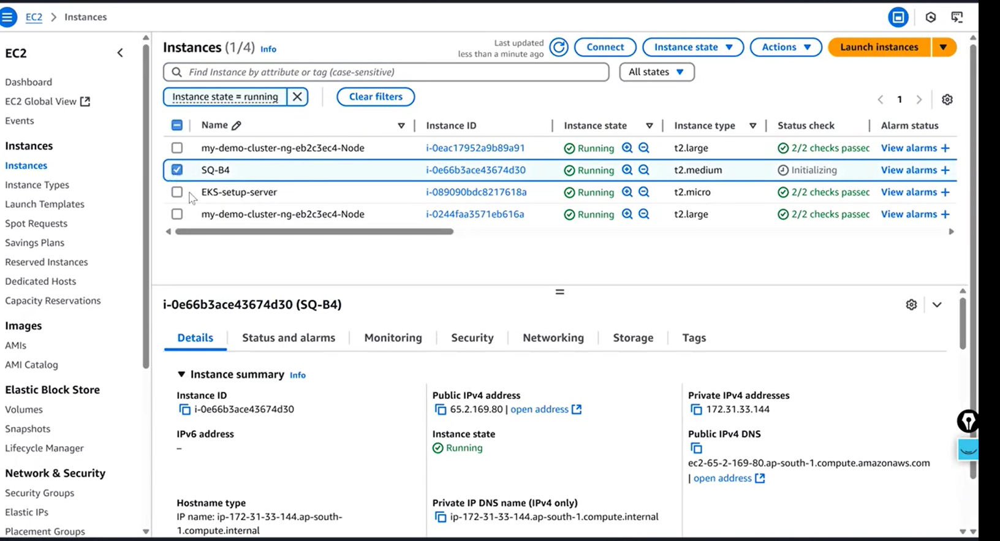 EC2 > Instances
EC2
Dashboard
EC2 Global View
Events
Instances
Instances
Instance Types
Launch Templates
Spot Requests
Savings Plans
Reserved Instances
Dedicated Hosts
Capacity Reservations
Images
AMIs
AMI Catalog
Elastic Block Store
Volumes
Snapshots
Lifecycle Manager
Network & Security
Security Groups
Elastic IPs
Placement Groups
Instances (1/4) Info
Last updated
less than a minute ago
Connect
Instance state
Actions
Launch instances
Find Instance by attribute or tag (case-sensitive)
All states
Instance state = running
Clear filters
1
Name Instance ID Instance state Instance type Status check Alarm status
my-demo-cluster-ng-eb2c3ec4-Node i-0eac17952a9b89a91 Running t2.large 2/2 checks passec View alarms +
SQ-B4 i-0e66b3ace43674d30 Running t2.medium Initializing View alarms +
EKS-setup-server i-089090bdc8217618a Running t2.micro 2/2 checks passec View alarms +
my-demo-cluster-ng-eb2c3ec4-Node i-0244faa3571eb616a Running t2.large 2/2 checks passec View alarms +
i-0e66b3ace43674d30 (SQ-B4)
Details Status and alarms Monitoring Security Networking Storage Tags
Instance summary Info
Instance ID
i-0e66b3ace43674d30
Public IPv4 address
65.2.169.80 | open address
Private IPv4 addresses
172.31.33.144
IPv6 address
–
Instance state
Running
Public IPv4 DNS
ec2-65-2-169-80.ap-south-1.compute.amazonaws.com
| open address
Hostname type
IP name: ip-172-31-33-144.ap-south-
1.compute.internal
Private IP DNS name (IPv4 only)
ip-172-31-33-144.ap-south-1.compute.internal